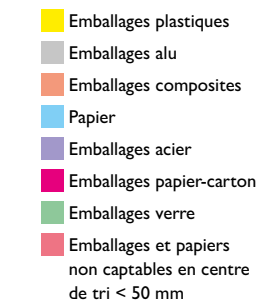 Emballages plastiques
Emballages alu
Emballages composites
Papier
Emballages acier
Emballages papier-carton
Emballages verre
Emballages et papiers
non captables en centre
de tri < 50 mm